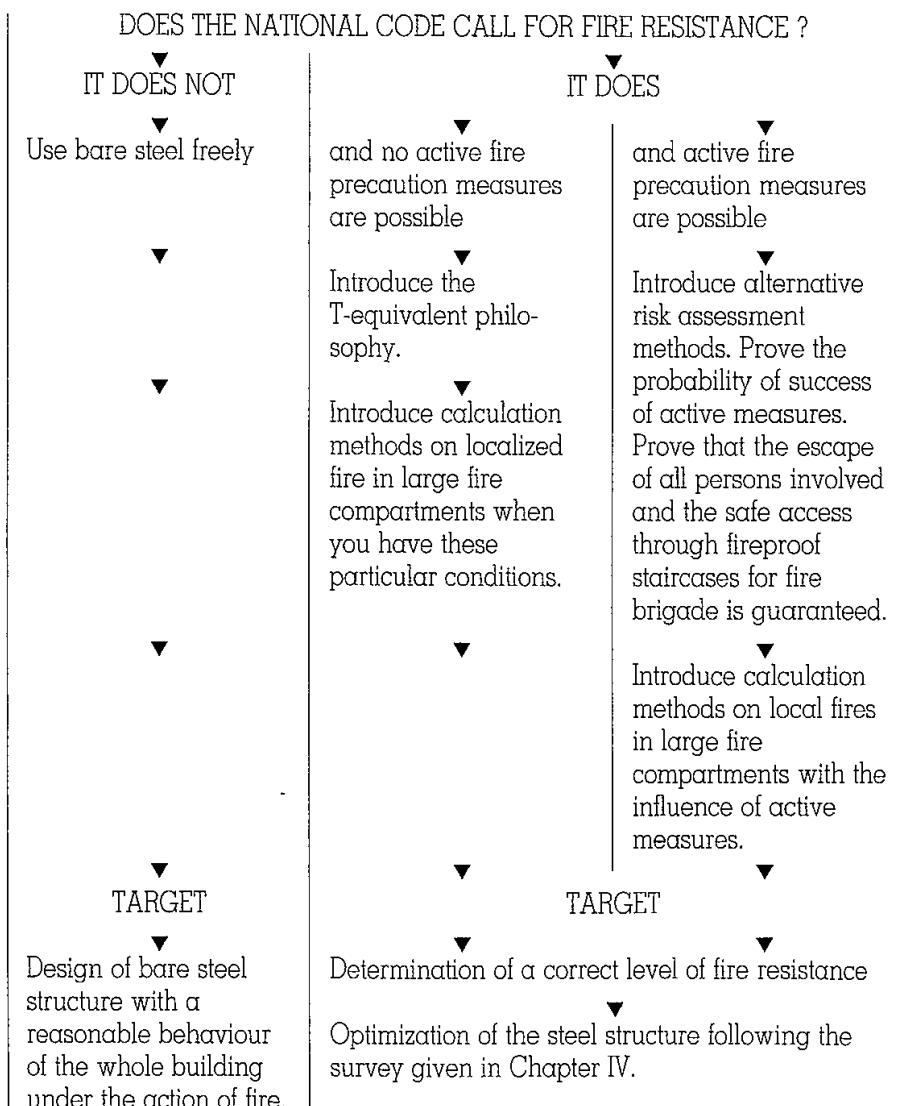 DOES THE NATIONAL CODE CALL FOR FIRE RESISTANCE ?
IT DOES NOT
Use bare steel freely
IT DOES
and no active fire
precaution measures
are possible
Introduce the
T-equivalent philo-
sophy.
Introduce calculation
methods on localized
fire in large fire
compartments when
you have these
particular conditions.
and active fire
precaution measures
are possible
Introduce alternative
risk assessment
methods. Prove the
probability of success
of active measures.
Prove that the escape
of all persons involved
and the safe access
through fireproof
staircases for fire
brigade is guaranteed.
Introduce calculation
methods on local fires
in large fire
compartments with the
influence of active
measures.
TARGET
Design of bare steel
structure with a
reasonable behaviour
of the whole building
under the action of fire.
TARGET
Determination of a correct level of fire resistance
Optimization of the steel structure following the
survey given in Chapter IV.